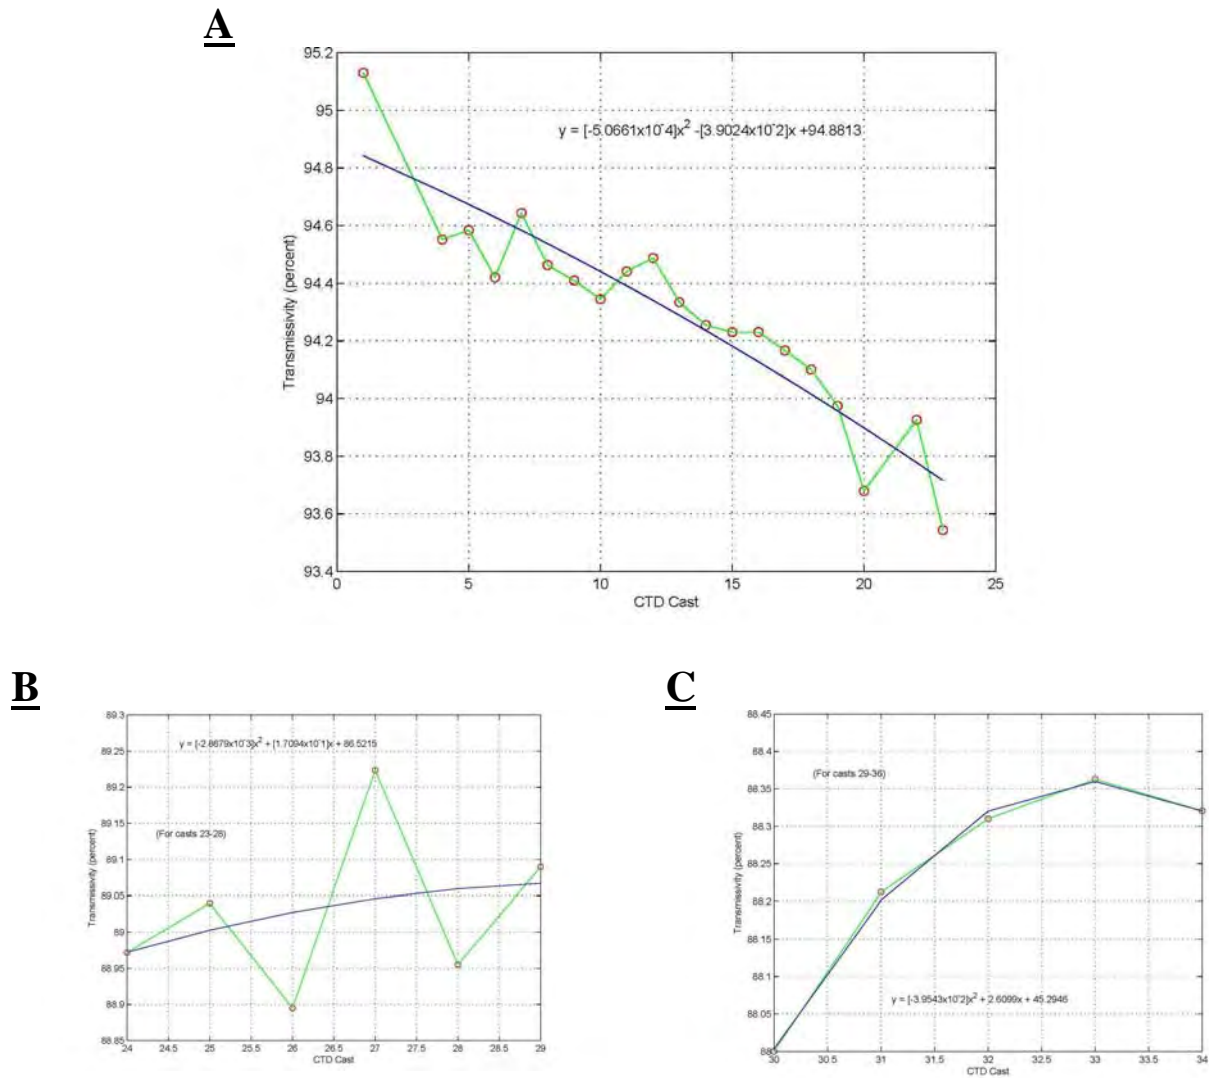 A
95.2
95
94.8
94.6
94.4
94.2
94
93.8
93.6
93.4
Transmissivity (percent)
y = [-5.0661x10^-4]x^2 -[3.9024x10^-2]x +94.8813
0 5 10 15 20 25
CTD Cast
B
89.3
89.25
89.2
89.15
89.1
89.05
89
88.95
88.9
88.85
Transmissivity (percent)
y = [-2.8679x10^-3]x^2 + [1.7094x10^-1]x + 86.5215
(For casts 23-28)
24 24.5 25 25.5 26 26.5 27 27.5 28 28.5 29
CTD Cast
C
88.45
88.4
88.35
88.3
88.25
88.2
88.15
88.1
88.05
88
Transmissivity (percent)
(For casts 29-36)
y = [-3.9543x10^-2]x^2 + 2.6099x + 45.2946
30 30.5 31 31.5 32 32.5 33 33.5 34
CTD Cast